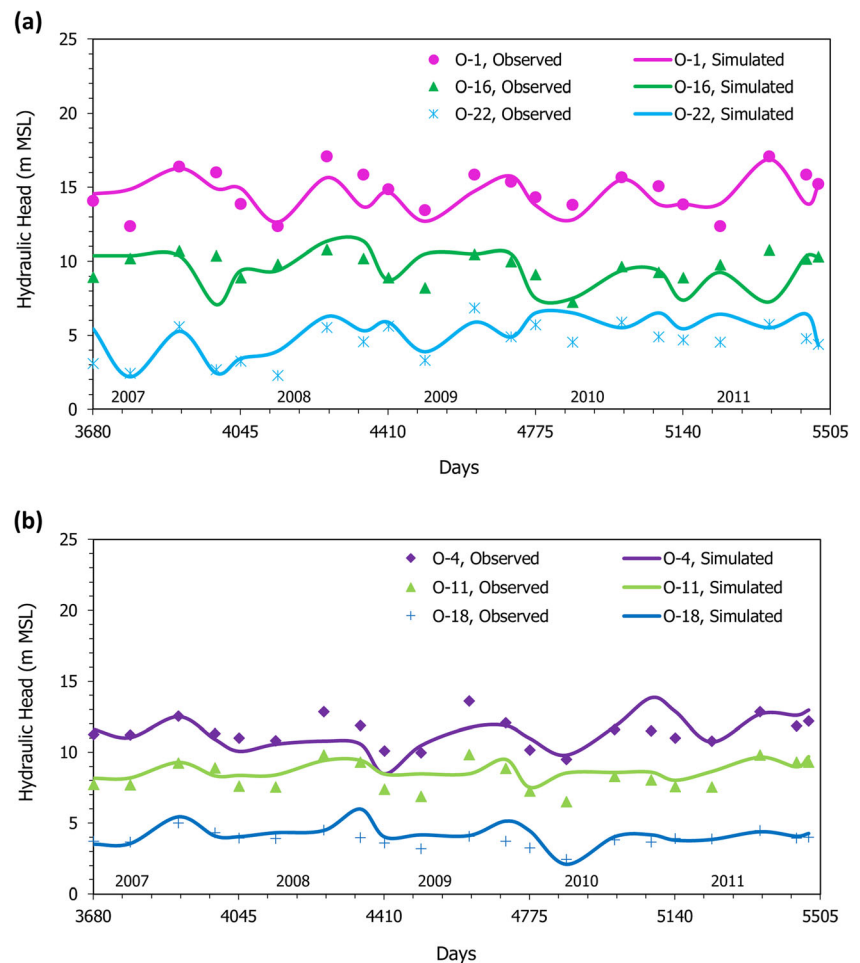 (a)
25
20
15
10
5
0
Hydraulic Head (m MSL)
O-1, Observed
O-1, Simulated
O-16, Observed
O-16, Simulated
O-22, Observed
O-22, Simulated
2007 2008 2009 2010 2011
3680 4045 4410 4775 5140 5505
Days
(b)
25
20
15
10
5
0
Hydraulic Head (m MSL)
O-4, Observed
O-4, Simulated
O-11, Observed
O-11, Simulated
O-18, Observed
O-18, Simulated
2007 2008 2009 2010 2011
3680 4045 4410 4775 5140 5505
Days